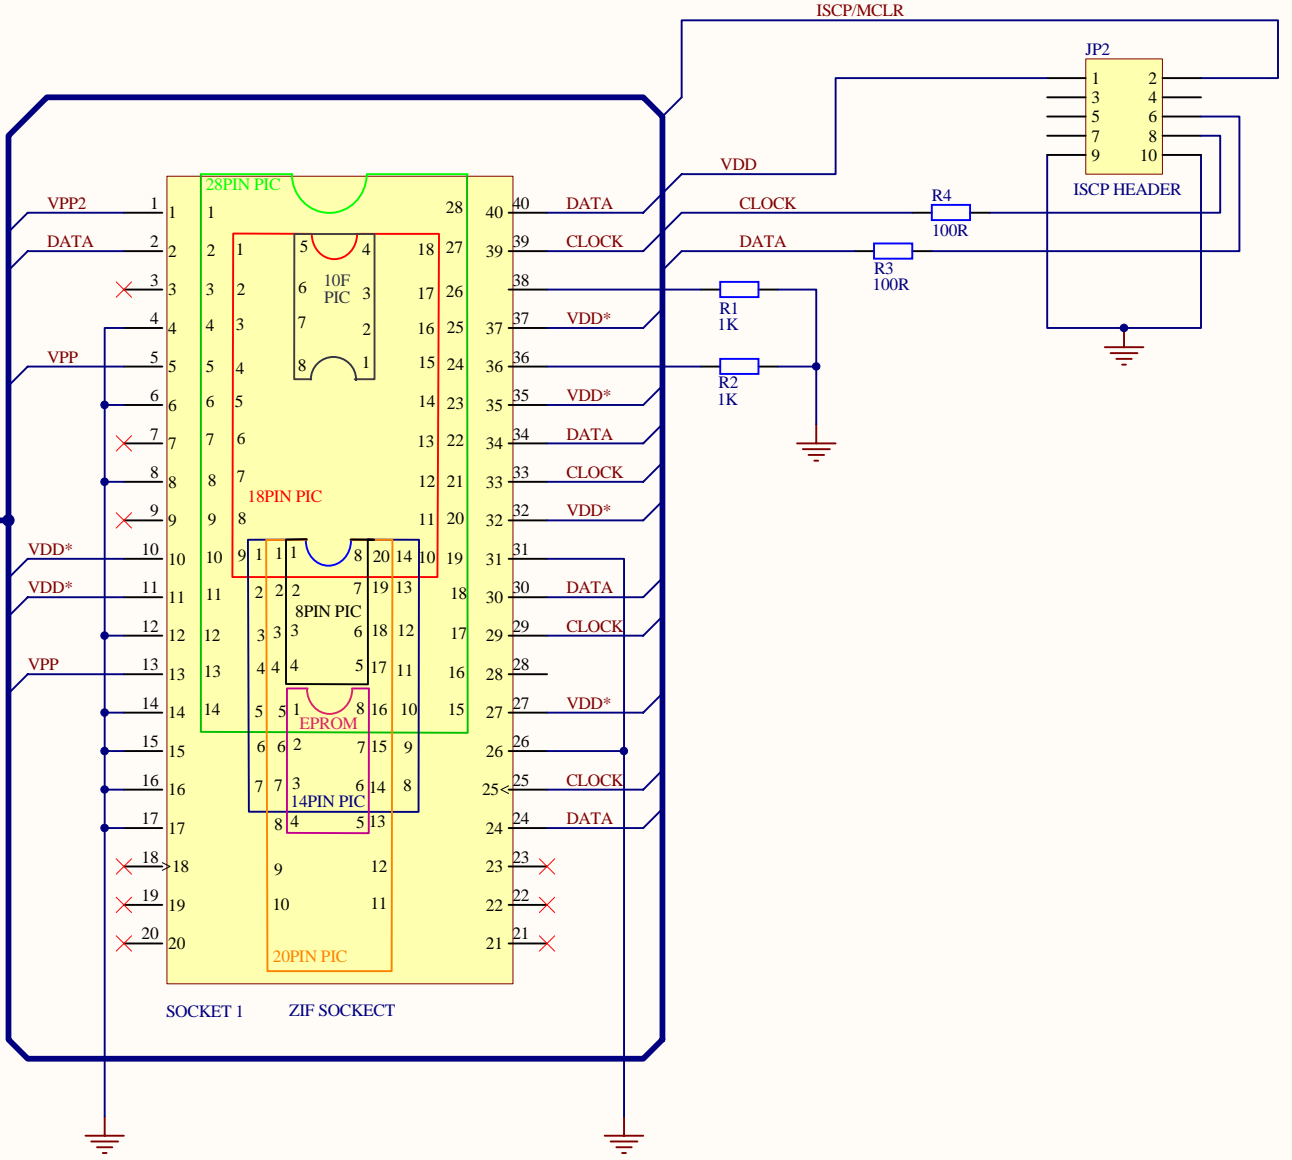 ISCP/MCLR
JP2
1 2
3 4
5 6
7 8
9 10
ISCP HEADER
VDD
CLOCK
R4
100R
DATA
R3
100R
R1
1K
R2
1K
28PIN PIC
VPP2 1 1 1 28 40 40 DATA
DATA 2 2 2 1 5 4 18 27 39 39 CLOCK
10F
PIC
3 3 3 2 6 3 17 26 38
4 4 4 3 7 2 16 25 37 37 VDD*
VPP 5 5 5 4 8 1 15 24 36 36
6 6 6 5 14 23 35 35 VDD*
7 7 7 6 13 22 34 34 DATA
8 8 8 7 12 21 33 33 CLOCK
18PIN PIC
9 9 9 8 11 20 32 32 VDD*
VDD* 10 10 10 9 1 1 1 8 20 14 10 19 31 31
VDD* 11 11 11 2 2 2 7 19 13 18 30 30 DATA
8PIN PIC
12 12 12 3 3 3 6 18 12 17 29 29 CLOCK
VPP 13 13 13 4 4 4 5 17 11 16 28 28
14 14 14 5 5 1 8 16 10 15 27 27 VDD*
EPROM
15 15 6 6 2 7 15 9 26 26
16 16 7 7 3 6 14 8 25 25 CLOCK
14PIN PIC
17 17 8 4 5 13 24 24 DATA
18 18 9 12 23 23
19 19 10 11 22 22
20 20 21 21
20PIN PIC
SOCKET 1 ZIF SOCKECT